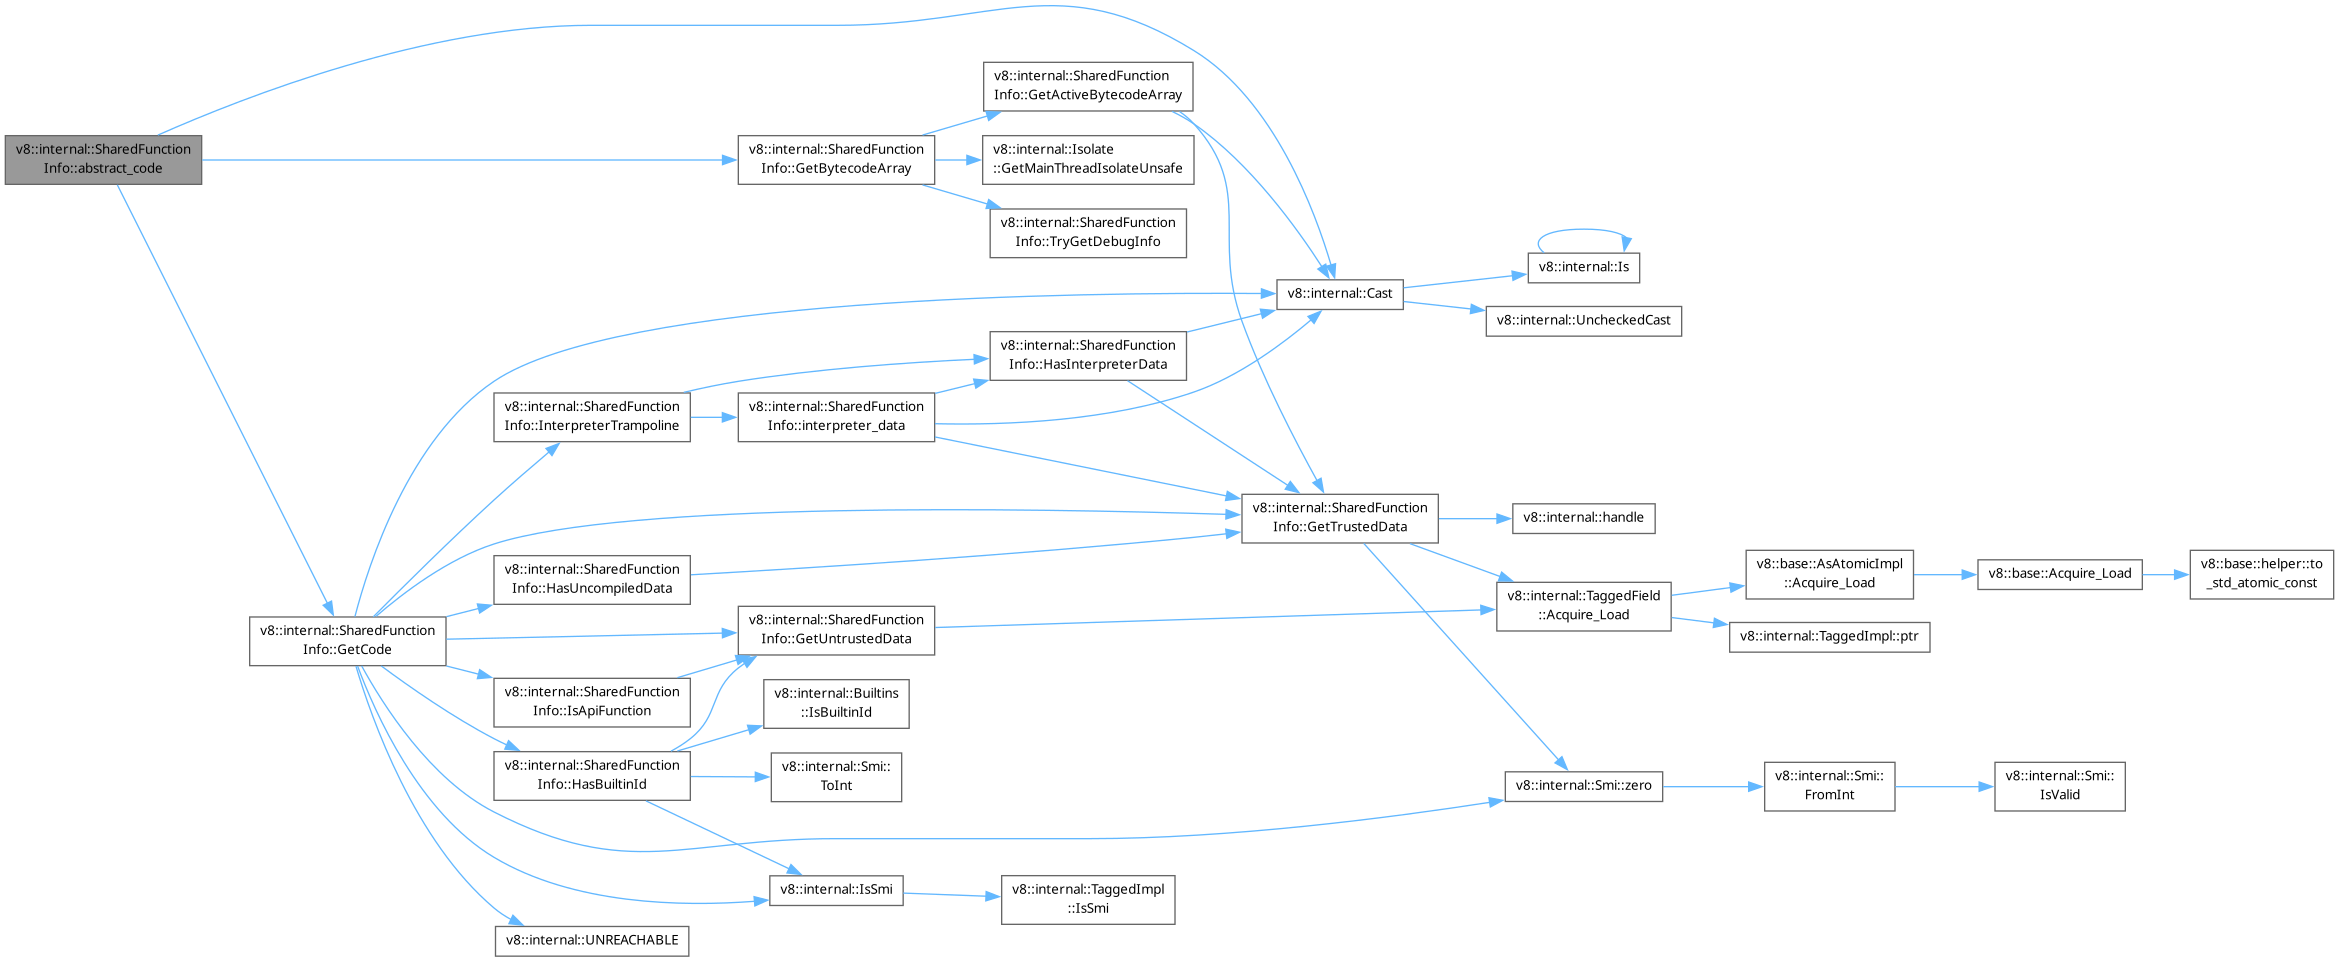 v8::internal::SharedFunction
Info::abstract_code
v8::internal::SharedFunction
Info::GetCode
v8::internal::SharedFunction
Info::InterpreterTrampoline
v8::internal::SharedFunction
Info::HasUncompiledData
v8::internal::SharedFunction
Info::IsApiFunction
v8::internal::SharedFunction
Info::HasBuiltinId
v8::internal::UNREACHABLE
v8::internal::SharedFunction
Info::GetBytecodeArray
v8::internal::SharedFunction
Info::interpreter_data
v8::internal::SharedFunction
Info::GetUntrustedData
v8::internal::Builtins
::IsBuiltinId
v8::internal::Smi::
ToInt
v8::internal::IsSmi
v8::internal::SharedFunction
Info::GetActiveBytecodeArray
v8::internal::Isolate
::GetMainThreadIsolateUnsafe
v8::internal::SharedFunction
Info::TryGetDebugInfo
v8::internal::SharedFunction
Info::HasInterpreterData
v8::internal::TaggedImpl
::IsSmi
v8::internal::Cast
v8::internal::SharedFunction
Info::GetTrustedData
v8::internal::Is
v8::internal::UncheckedCast
v8::internal::handle
v8::internal::TaggedField
::Acquire_Load
v8::internal::Smi::zero
v8::base::AsAtomicImpl
::Acquire_Load
v8::internal::TaggedImpl::ptr
v8::internal::Smi::
FromInt
v8::base::Acquire_Load
v8::internal::Smi::
IsValid
v8::base::helper::to
_std_atomic_const